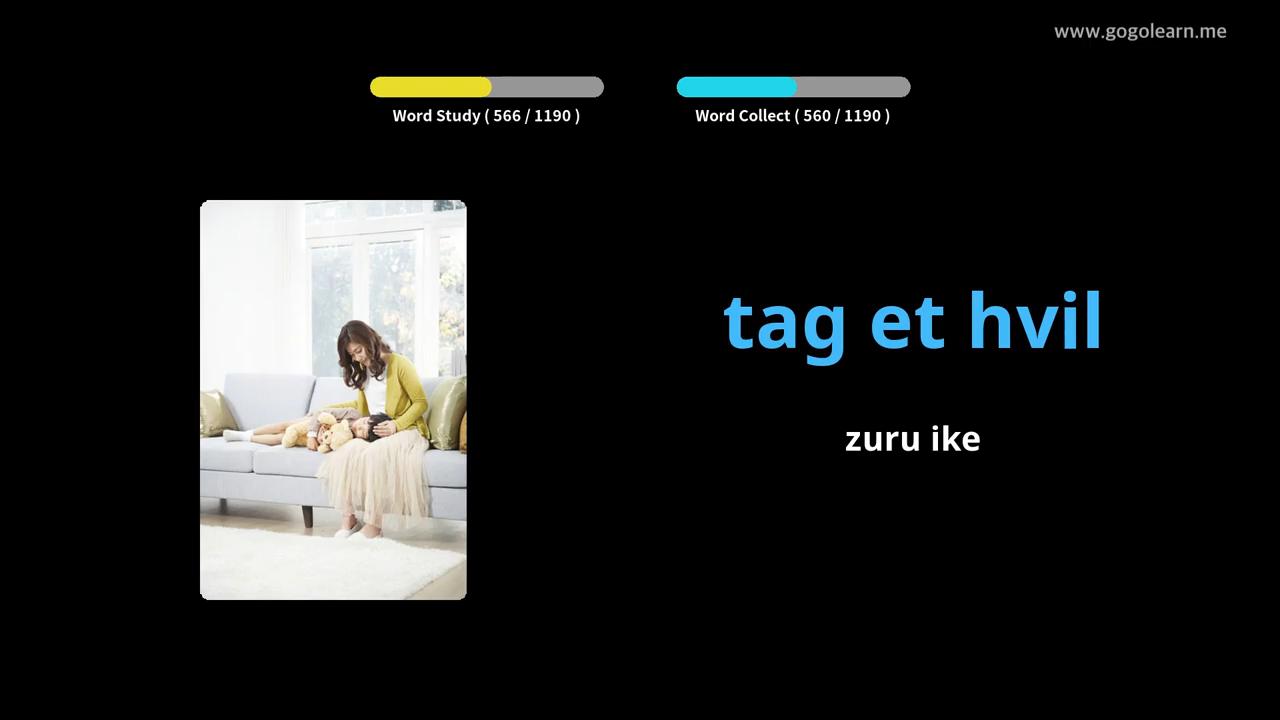 www.gogolearn.me
Word Study ( 566 / 1190 )
Word Collect ( 560 / 1190 )
tag et hvil
zuru ike